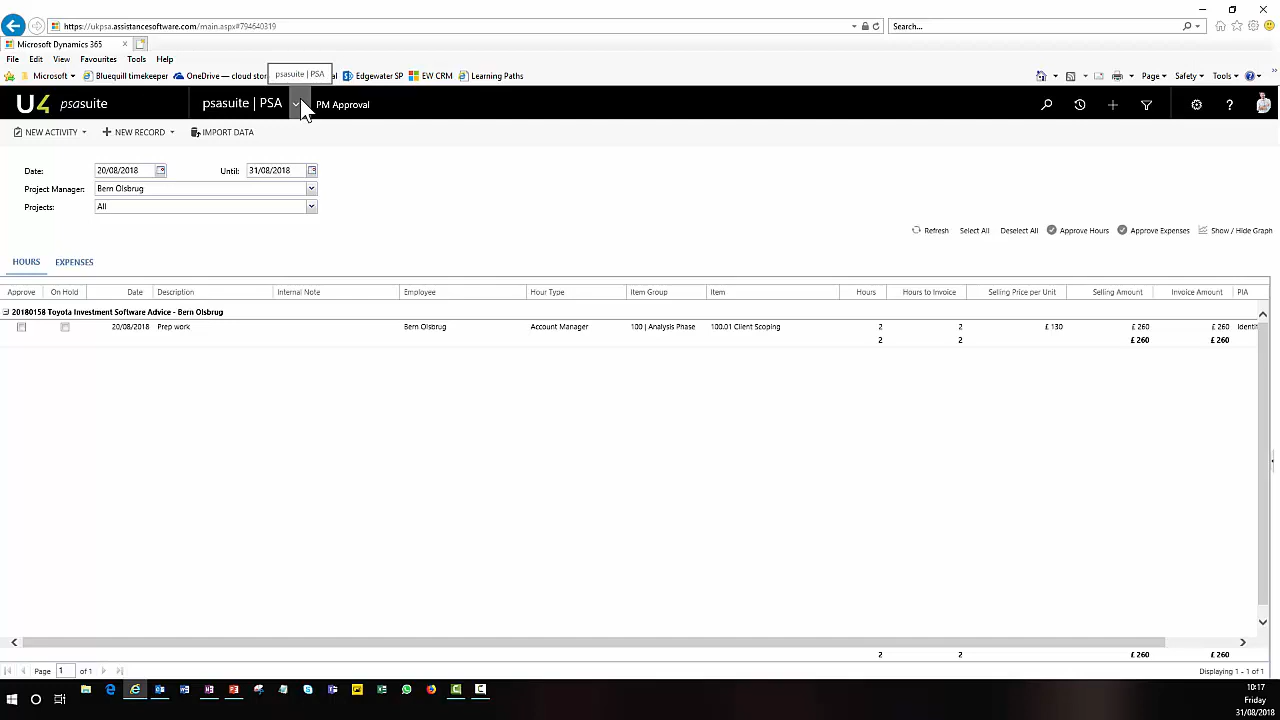 https://ukpsa.assistancesoftware.com/main.aspx#794640319
Search...
Microsoft Dynamics 365
File Edit View Favourites Tools Help
Microsoft Bluequill timekeeper OneDrive — cloud stor al Edgewater SP EW CRM Learning Paths
Page Safety Tools
psasuite | PSA
U4 psasuite psasuite | PSA PM Approval
NEW ACTIVITY NEW RECORD IMPORT DATA
Date: 20/08/2018 Until: 31/08/2018
Project Manager: Bern Olsbrug
Projects: All
Refresh Select All Deselect All Approve Hours Approve Expenses Show / Hide Graph
HOURS EXPENSES
Approve On Hold Date Description Internal Note Employee Hour Type Item Group Item Hours Hours to Invoice Selling Price per Unit Selling Amount Invoice Amount PIA
20180158 Toyota Investment Software Advice - Bern Olsbrug
20/08/2018 Prep work Bern Olsbrug Account Manager 100 | Analysis Phase 100.01 Client Scoping 2 2 £ 130 £ 260 £ 260 Identi
2 2 £ 260 £ 260
2 2 £ 260 £ 260
Page 1 of 1 Displaying 1 - 1 of 1
10:17
Friday
31/08/2018